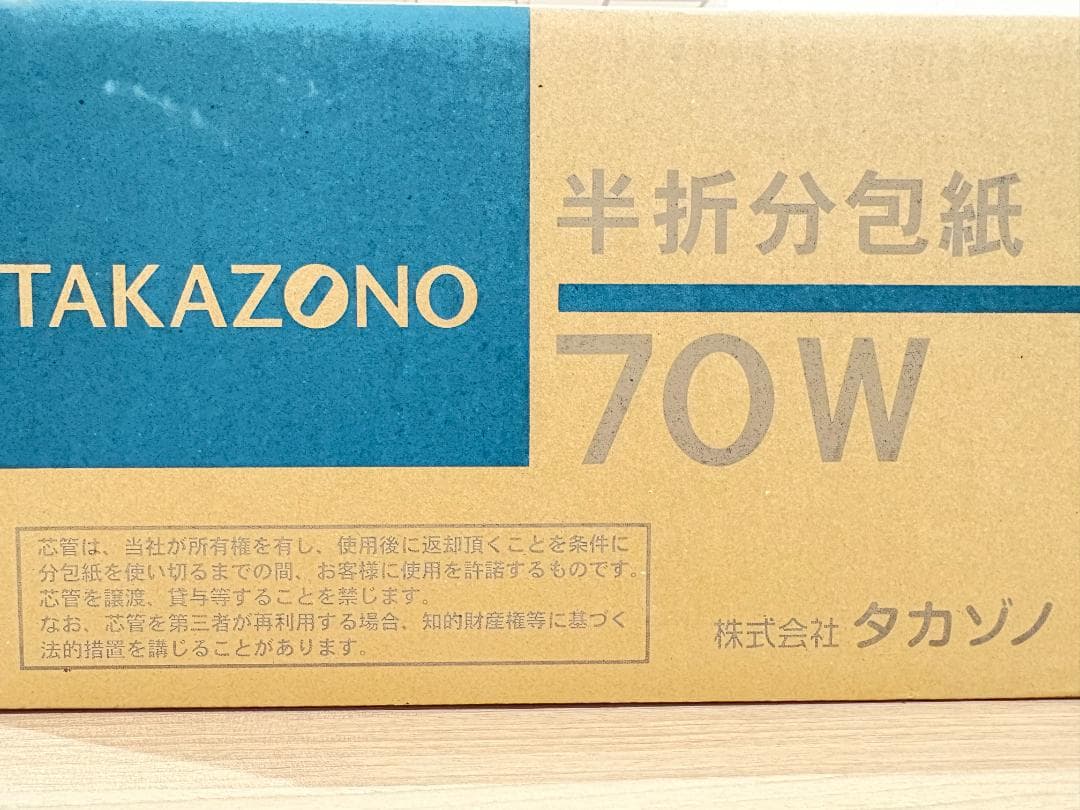 TAKAZONO
半折分包紙
70W
芯管は、当社が所有権を有し、使用後に返却頂くことを条件に
分包紙を使い切るまでの間、お客様に使用を許諾するものです。
芯管を譲渡、貸与等することを禁じます。
なお、芯管を第三者が再利用する場合、知的財産権等に基づく
法的措置を講じることがあります。
株式会社 タカゾノ